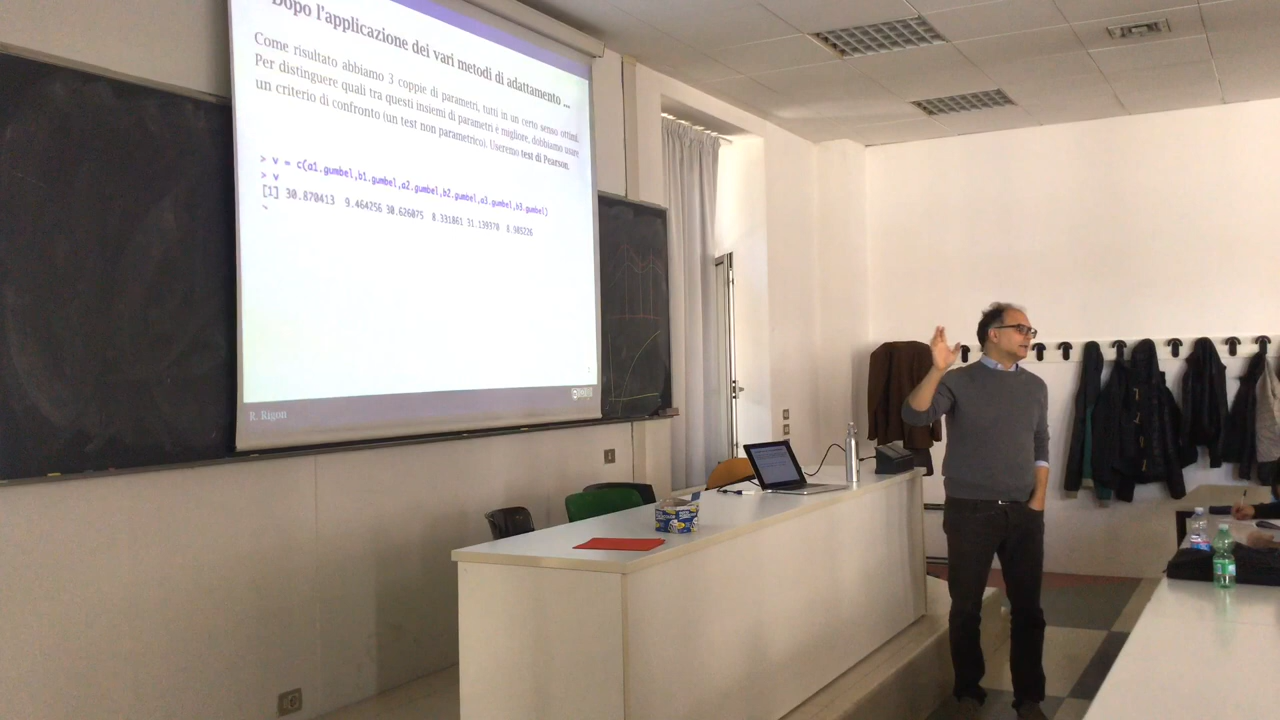 Dopo l'applicazione dei vari metodi di adattamento ...
Come risultato abbiamo 3 coppie di parametri, tutti in un certo senso ottimi.
Per distinguere quali tra questi insiemi di parametri è migliore, dobbiamo usare
un criterio di confronto (un test non parametrico). Useremo test di Pearson.
> v = c(a1.gumbel,b1.gumbel,a2.gumbel,b2.gumbel,a3.gumbel,b3.gumbel)
> v
[1] 30.870413 9.464256 30.626075 8.331861 31.139370 8.985226
R. Rigon